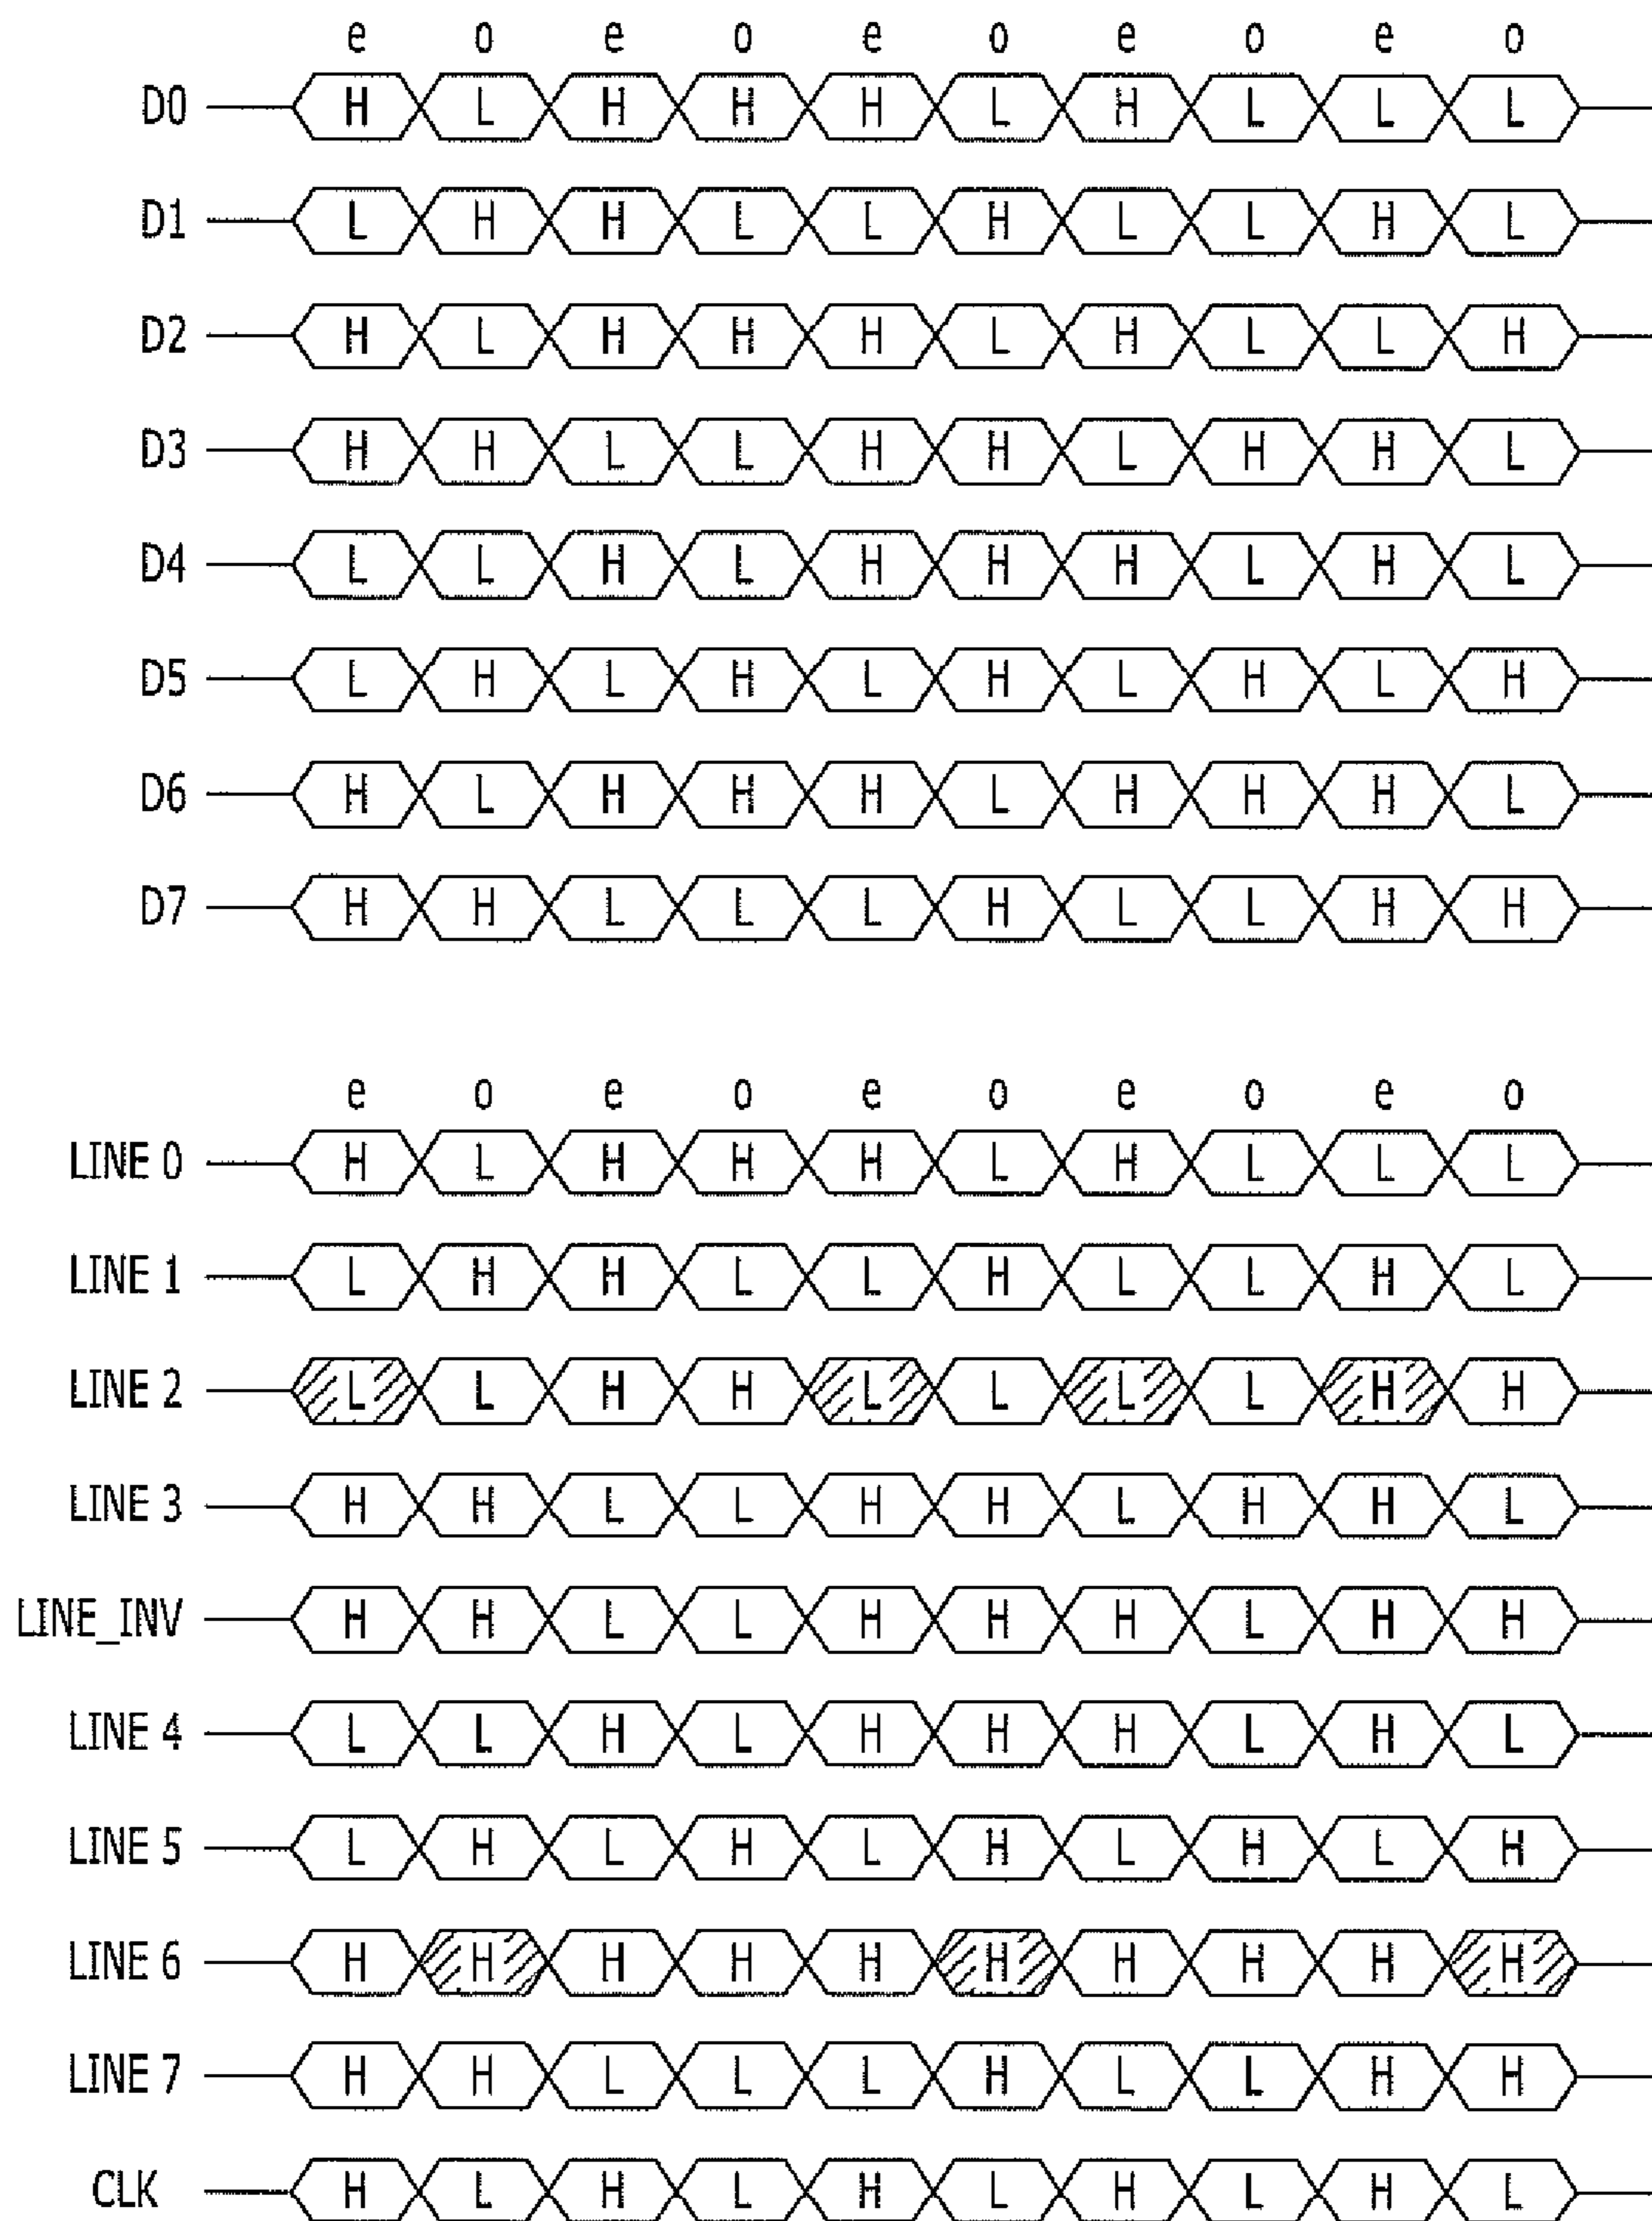 e o e o e o e o e o
D0 H L H H H L H L L L
D1 L H H L L H L L H L
D2 H L H H H L H L L H
D3 H H L L H H L H H L
D4 L L H L H H H L H L
D5 L H L H L H L H L H
D6 H L H H H L H H H L
D7 H H L L L H L L H H
e o e o e o e o e o
LINE 0 H L H H H L H L L L
LINE 1 L H H L L H L L H L
LINE 2 L L H H L L L L H H
LINE 3 H H L L H H L H H L
LINE_INV H H L L H H H L H H
LINE 4 L L H L H H H L H L
LINE 5 L H L H L H L H L H
LINE 6 H H H H H H H H H H
LINE 7 H H L L L H L L H H
CLK H L H L H L H L H L